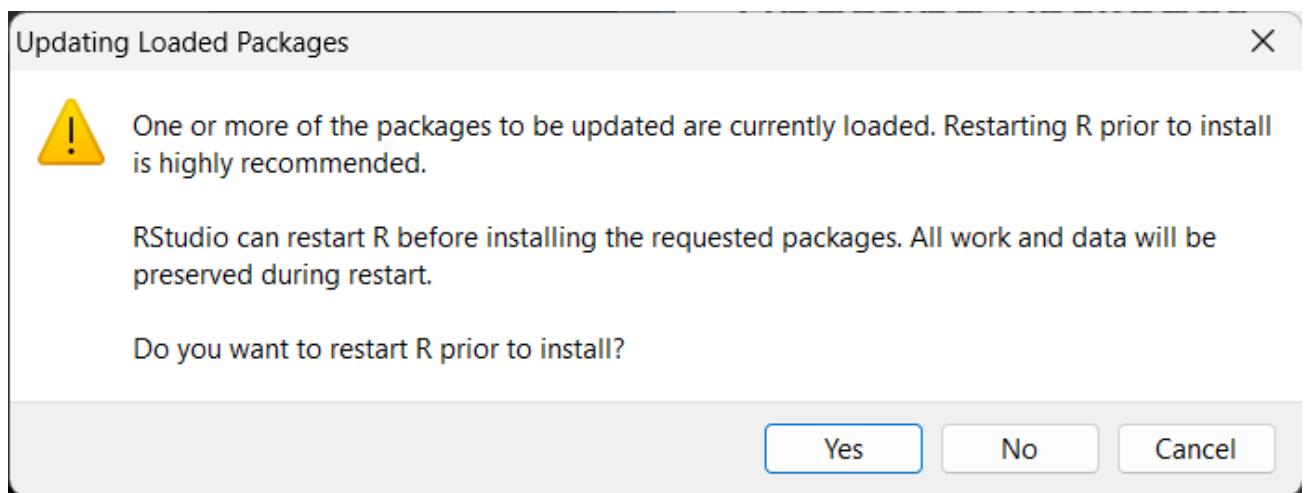 Updating Loaded Packages
One or more of the packages to be updated are currently loaded. Restarting R prior to install
is highly recommended.
RStudio can restart R before installing the requested packages. All work and data will be
preserved during restart.
Do you want to restart R prior to install?
Yes No Cancel